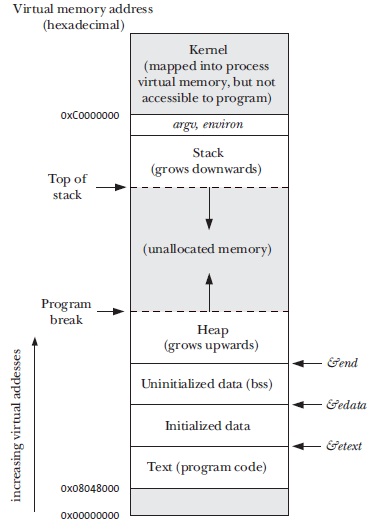 Virtual memory address
(hexadecimal)
Kernel
(mapped into process
virtual memory, but not
accessible to program)
0xC0000000
argv, environ
Stack
(grows downwards)
Top of
stack
(unallocated memory)
Program
break
Heap
(grows upwards)
&end
Uninitialized data (bss)
&edata
Initialized data
&etext
Text (program code)
0x08048000
0x00000000
increasing virtual addesses